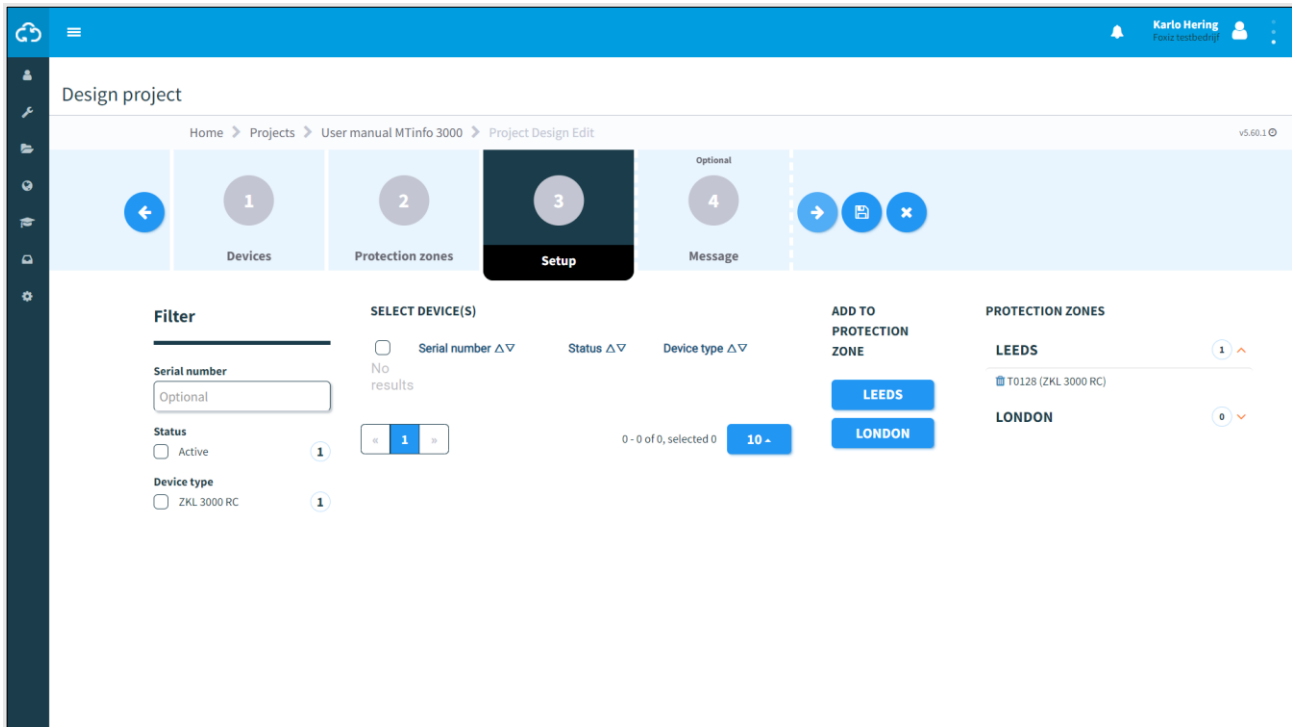 Karlo Hering
Foxiz testbedrijf
Design project
Home Projects User manual MTinfo 3000 Project Design Edit
v5.60.1
1
Devices
2
Protection zones
3
Setup
Optional
4
Message
Filter
Serial number
Optional
Status
Active 1
Device type
ZKL 3000 RC 1
SELECT DEVICE(S)
Serial number Status Device type
No
results
« 1 »
0 - 0 of 0, selected 0
10
ADD TO
PROTECTION
ZONE
LEEDS
LONDON
PROTECTION ZONES
LEEDS 1
T0128 (ZKL 3000 RC)
LONDON 0